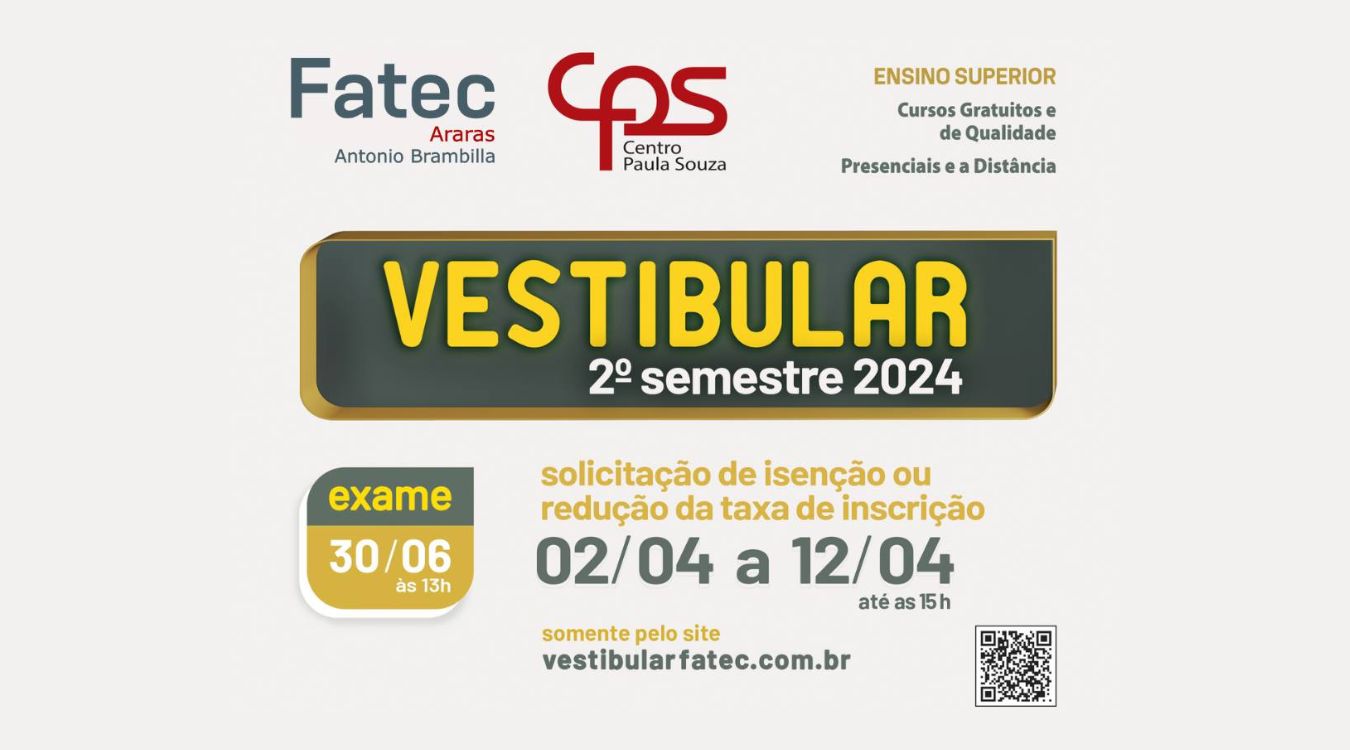 Fatec
Araras
Antonio Brambilla
cps
Centro
Paula Souza
ENSINO SUPERIOR
Cursos Gratuitos e
de Qualidade
Presenciais e a Distância
VESTIBULAR
2º semestre 2024
exame
30/06
às 13h
solicitação de isenção ou
redução da taxa de inscrição
02/04 a 12/04
até as 15h
somente pelo site
vestibularfatec.com.br